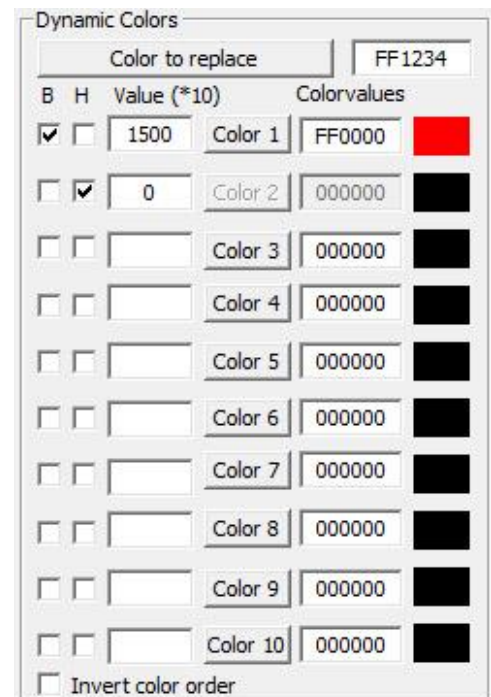 Dynamic Colors
Color to replace FF1234
B H Value (*10) Colorvalues
1500 Color 1 FF0000
0 Color 2 000000
Color 3 000000
Color 4 000000
Color 5 000000
Color 6 000000
Color 7 000000
Color 8 000000
Color 9 000000
Color 10 000000
Invert color order